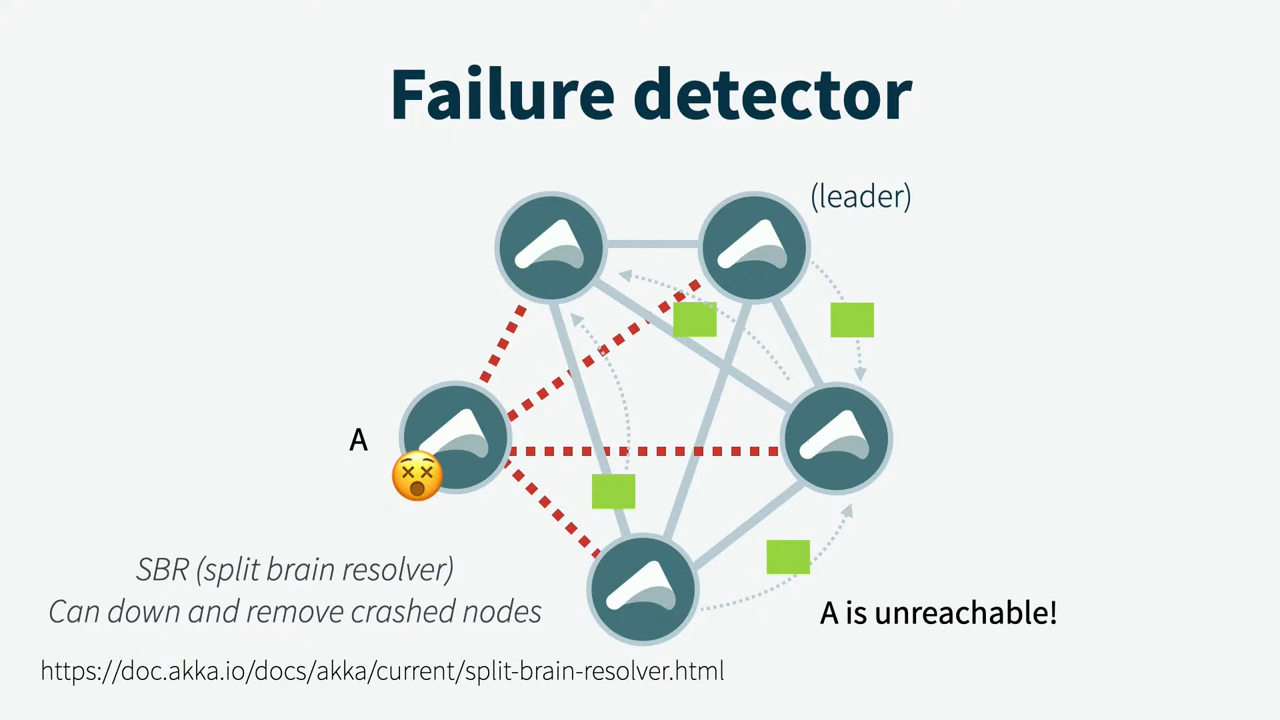 Failure detector
(leader)
A
SBR (split brain resolver)
Can down and remove crashed nodes
A is unreachable!
https://doc.akka.io/docs/akka/current/split-brain-resolver.html